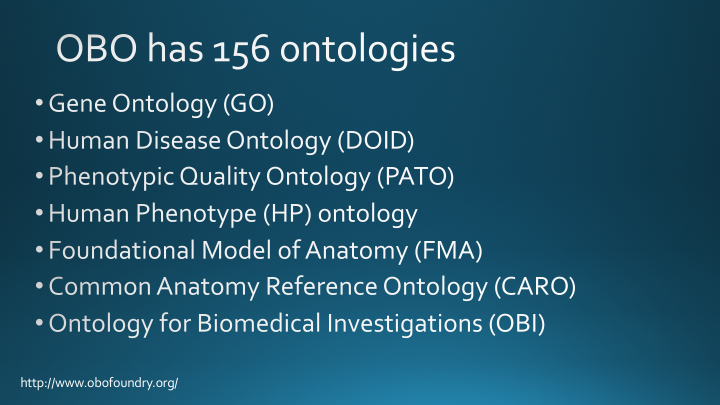 OBO has 156 ontologies
• Gene Ontology (GO)
• Human Disease Ontology (DOID)
• Phenotypic Quality Ontology (PATO)
• Human Phenotype (HP) ontology
• Foundational Model of Anatomy (FMA)
• Common Anatomy Reference Ontology (CARO)
• Ontology for Biomedical Investigations (OBI)
http://www.obofoundry.org/